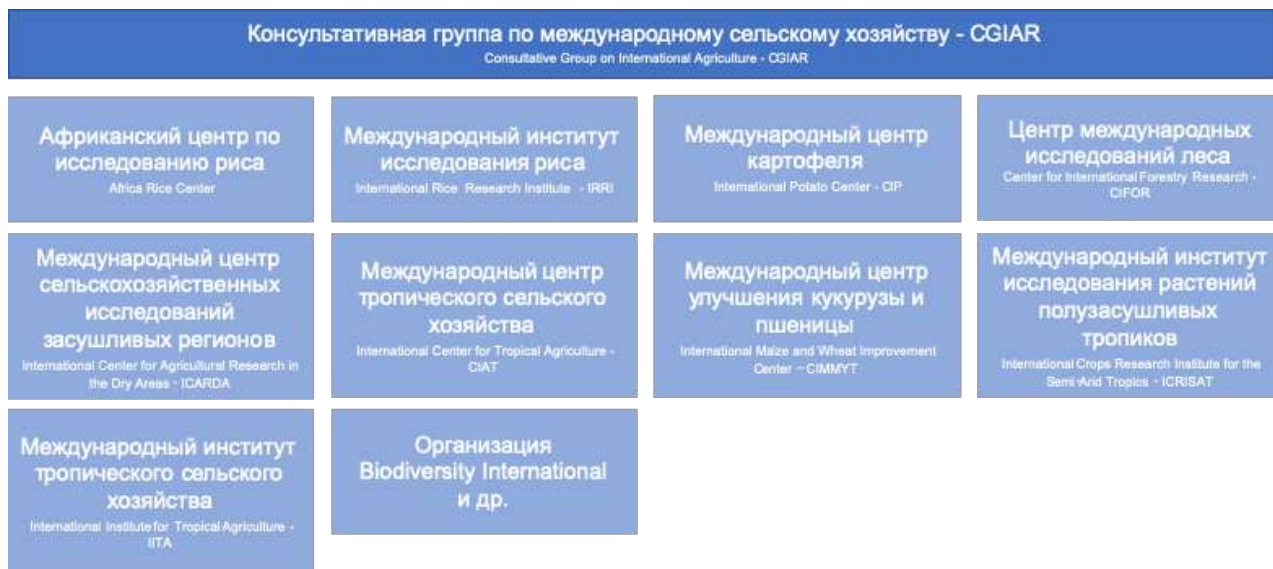 Консультативная группа по международному сельскому хозяйству - CGIAR
Consultative Group on International Agriculture - CGIAR
Африканский центр по
исследованию риса
Africa Rice Center
Международный институт
исследования риса
International Rice Research Institute - IRRI
Международный центр
картофеля
International Potato Center - CIP
Центр международных
исследований леса
Center for International Forestry Research -
CIFOR
Международный центр
сельскохозяйственных
исследований
засушливых регионов
International Center for Agricultural Research in
the Dry Areas - ICARDA
Международный центр
тропического сельского
хозяйства
International Center for Tropical Agriculture -
CIAT
Международный центр
улучшения кукурузы и
пшеницы
International Maize and Wheat Improvement
Center – CIMMYT
Международный институт
исследования растений
полузасушливых
тропиков
International Crops Research Institute for the
Semi-Arid Tropics - ICRISAT
Международный институт
тропического сельского
хозяйства
International Institute for Tropical Agriculture -
IITA
Организация
Biodiversity International
и др.